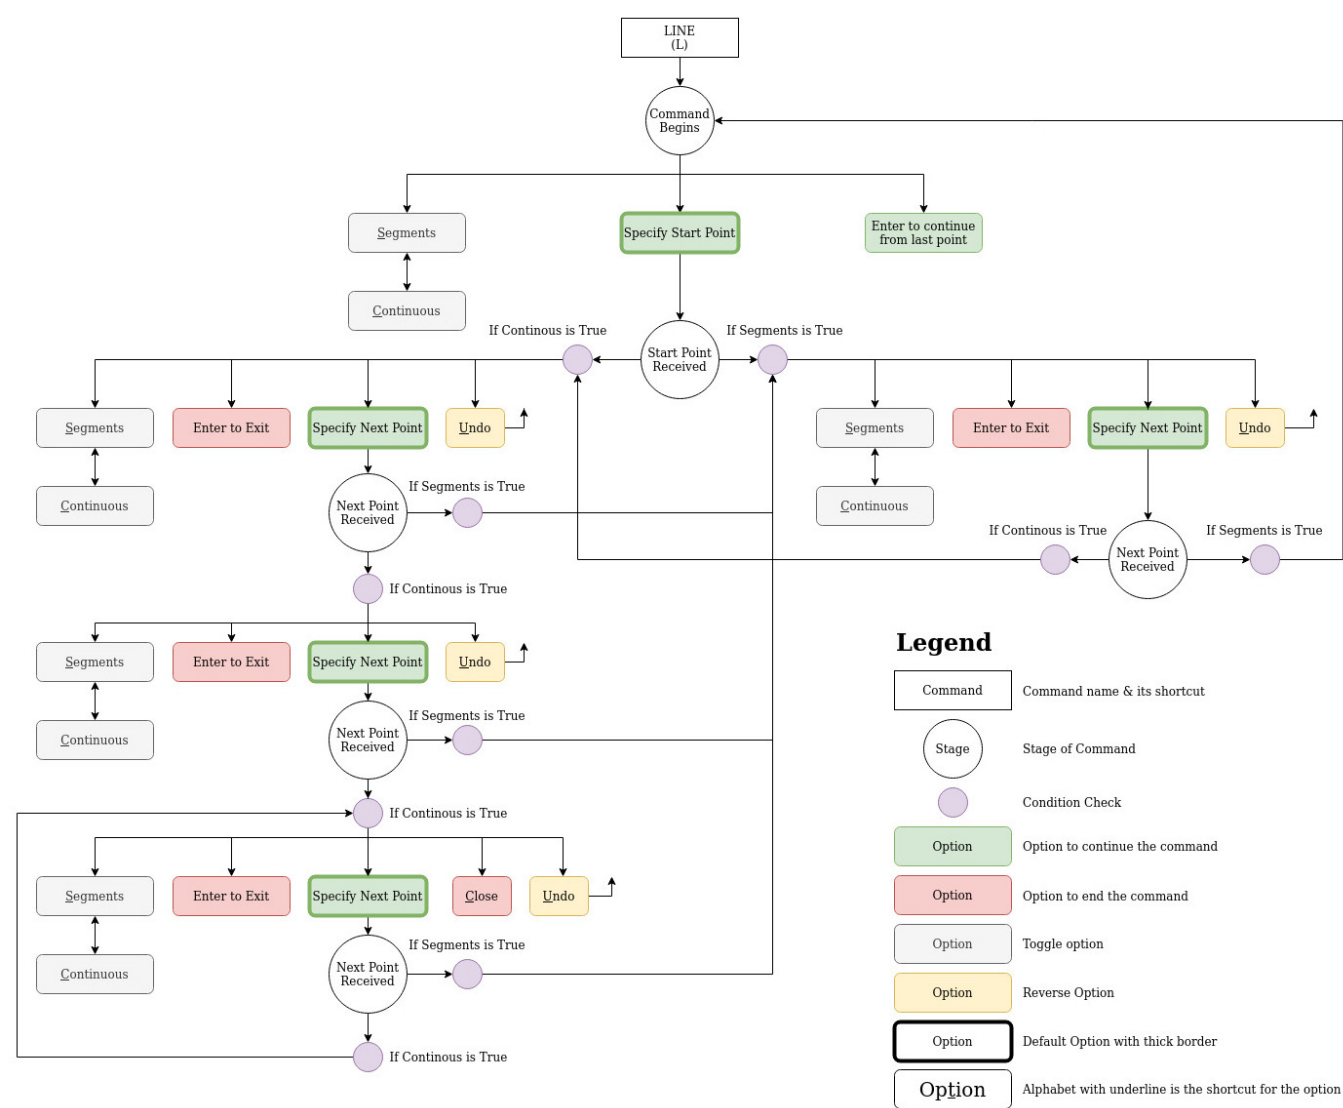 LINE
(L)
Command
Begins
Segments
Specify Start Point
Enter to continue
from last point
Continuous
If Continous is True
If Segments is True
Start Point
Received
Segments
Enter to Exit
Specify Next Point
Undo
Segments
Enter to Exit
Specify Next Point
Undo
Continuous
If Segments is True
Next Point
Received
Continuous
If Continous is True
If Segments is True
Next Point
Received
If Continous is True
Segments
Enter to Exit
Specify Next Point
Undo
Continuous
If Segments is True
Next Point
Received
If Continous is True
Segments
Enter to Exit
Specify Next Point
Close
Undo
Continuous
If Segments is True
Next Point
Received
If Continous is True
Legend
Command
Command name & its shortcut
Stage
Stage of Command
Condition Check
Option
Option to continue the command
Option
Option to end the command
Option
Toggle option
Option
Reverse Option
Option
Default Option with thick border
Option
Alphabet with underline is the shortcut for the option